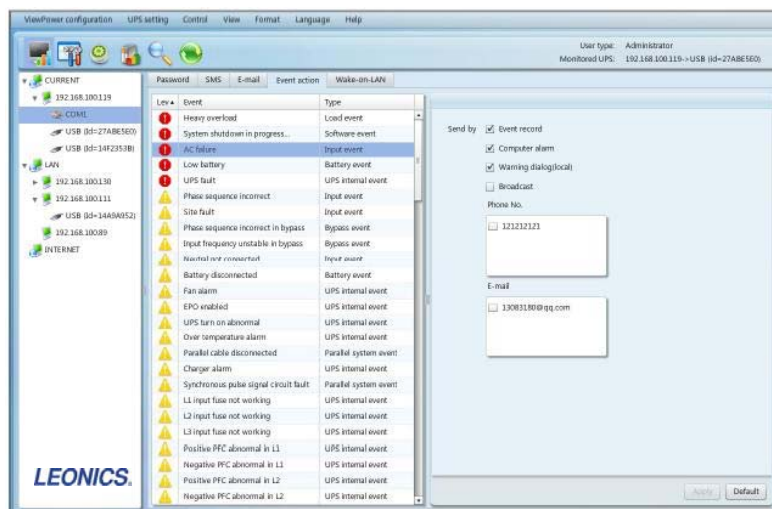 ViewPower configuration UPS setting Control View Format Language Help
User type: Administrator
Monitored UPS: 192.168.100.119->USB (Id=27ABE5E0)
CURRENT
192.168.100.119
COM1
USB (Id=27ABE5E0)
USB (Id=14F2353B)
LAN
192.168.100.130
192.168.100.111
USB (Id=14A9A952)
192.168.100.89
INTERNET
LEONICS.
Password SMS E-mail Event action Wake-on-LAN
Lev Event Type
Heavy overload Load event
System shutdown in progress... Software event
AC failure Input event
Low battery Battery event
UPS fault UPS internal event
Phase sequence incorrect Input event
Site fault Input event
Phase sequence incorrect in bypass Bypass event
Input frequency unstable in bypass Bypass event
Neutral not connected Input event
Battery disconnected Battery event
Fan alarm UPS internal event
EPO enabled UPS internal event
UPS turn on abnormal UPS internal event
Over temperature alarm UPS internal event
Parallel cable disconnected Parallel system event
Charger alarm UPS internal event
Synchronous pulse signal circuit fault Parallel system event
L1 input fuse not working UPS internal event
L2 input fuse not working UPS internal event
L3 input fuse not working UPS internal event
Positive PFC abnormal in L1 UPS internal event
Negative PFC abnormal in L1 UPS internal event
Positive PFC abnormal in L2 UPS internal event
Negative PFC abnormal in L2 UPS internal event
Send by Event record
Computer alarm
Warning dialog(local)
Broadcast
Phone No.
121212121
E-mail
13083180@qq.com
Apply Default